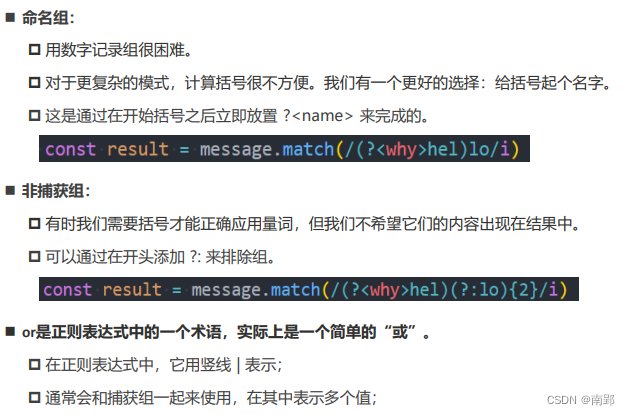 命名组：
用数字记录组很困难。
对于更复杂的模式，计算括号很不方便。我们有一个更好的选择：给括号起个名字。
这是通过在开始括号之后立即放置 ?<name> 来完成的。
const result = message.match(/(?<why>hel)lo/i)
非捕获组：
有时我们需要括号才能正确应用量词，但我们不希望它们的内容出现在结果中。
可以通过在开头添加 ?: 来排除组。
const result = message.match(/(?<why>hel)(?:lo){2}/i)
or是正则表达式中的一个术语，实际上是一个简单的“或”。
在正则表达式中，它用竖线 | 表示；
通常会和捕获组一起来使用，在其中表示多个值；
CSDN @南郢